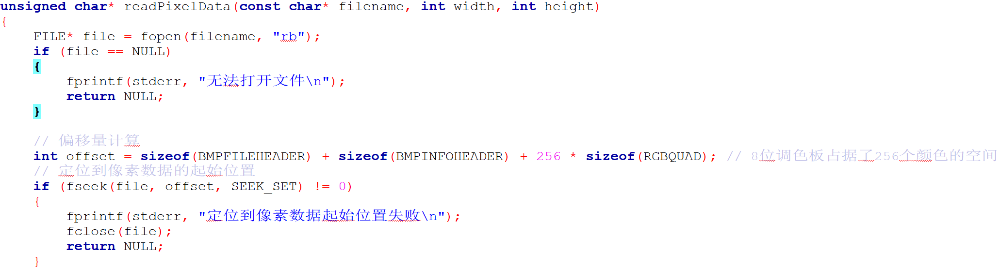 unsigned char* readPixelData(const char* filename, int width, int height)
{
    FILE* file = fopen(filename, "rb");
    if (file == NULL)
    {
        fprintf(stderr, "无法打开文件\n");
        return NULL;
    }

    // 偏移量计算
    int offset = sizeof(BMPFILEHEADER) + sizeof(BMPINFOHEADER) + 256 * sizeof(RGBQUAD); // 8位调色板占据了256个颜色的空间
    // 定位到像素数据的起始位置
    if (fseek(file, offset, SEEK_SET) != 0)
    {
        fprintf(stderr, "定位到像素数据起始位置失败\n");
        fclose(file);
        return NULL;
    }